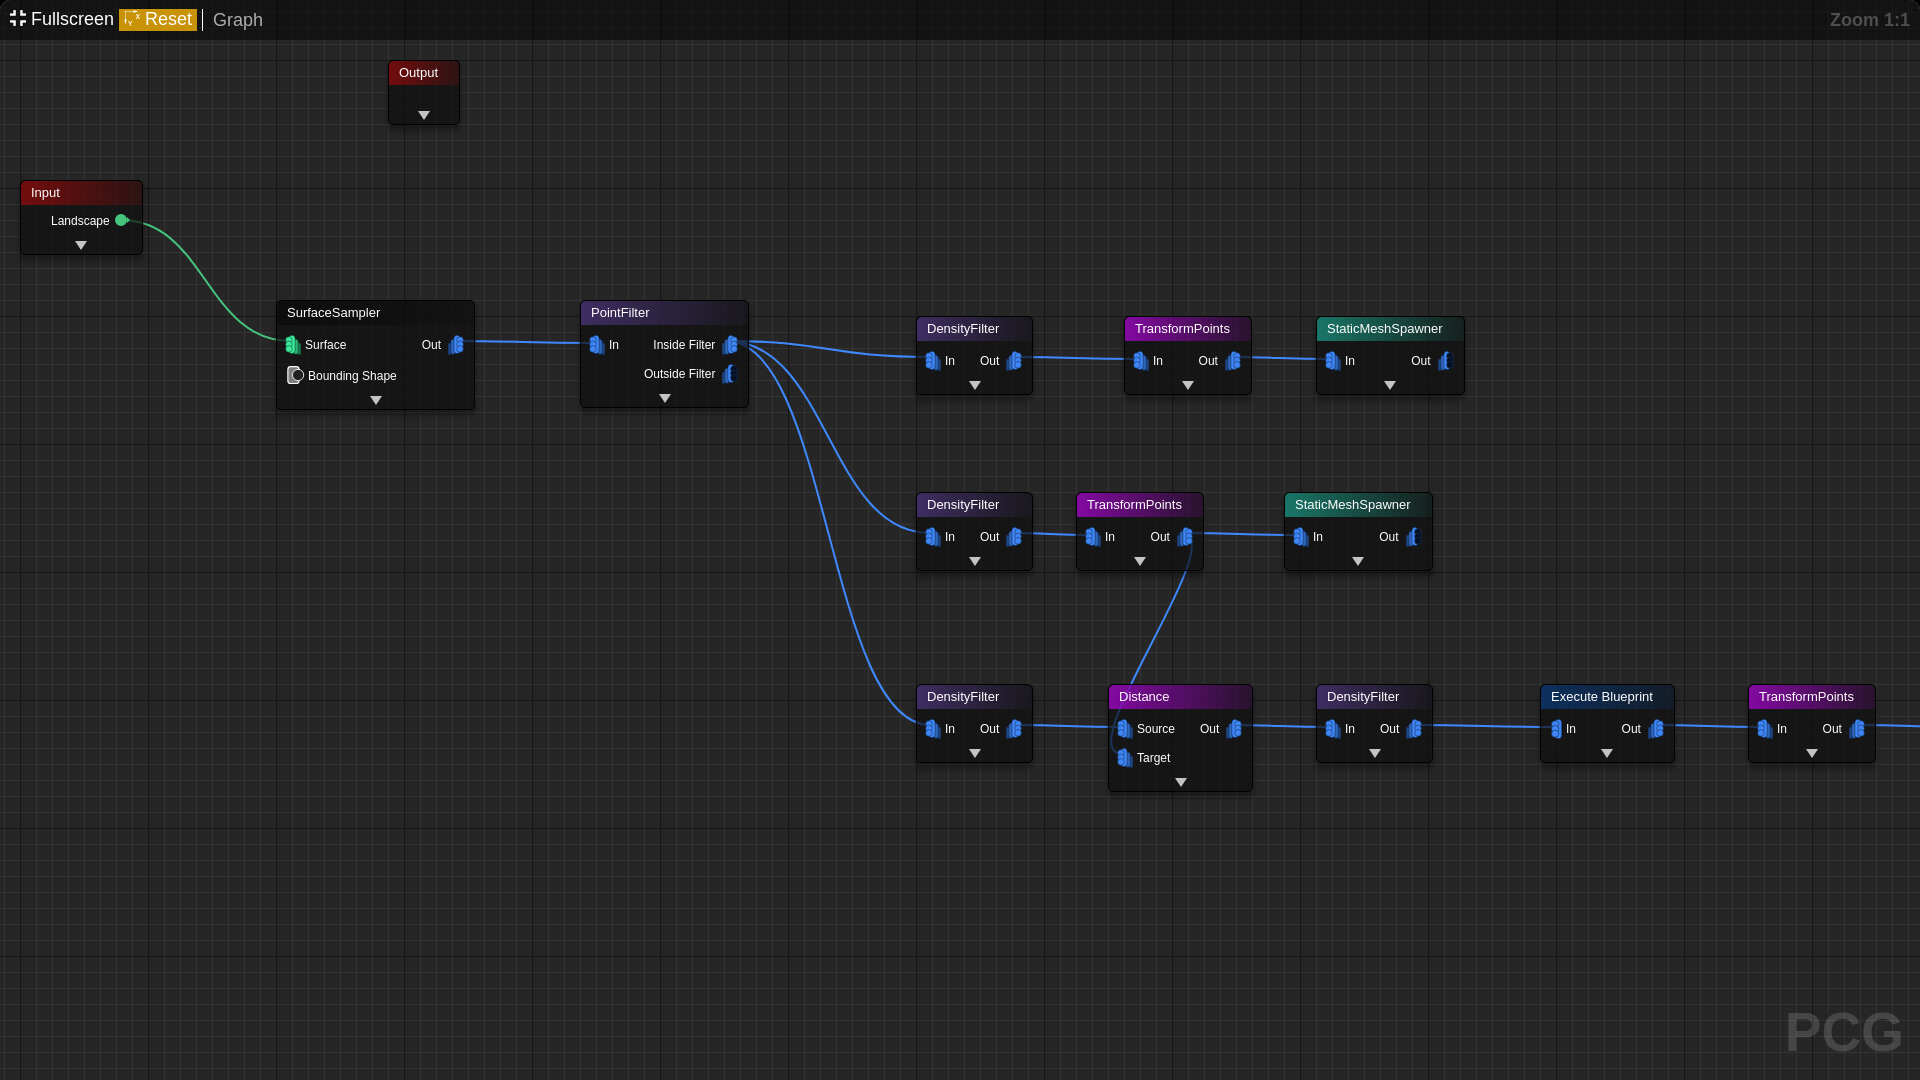 Fullscreen Reset Graph Zoom 1:1
Output
Input
Landscape
SurfaceSampler
Surface Out
Bounding Shape
PointFilter
In Inside Filter
Outside Filter
DensityFilter
In Out
TransformPoints
In Out
StaticMeshSpawner
In Out
DensityFilter
In Out
TransformPoints
In Out
StaticMeshSpawner
In Out
DensityFilter
In Out
Distance
Source Out
Target
DensityFilter
In Out
Execute Blueprint
In Out
TransformPoints
In Out
PCG